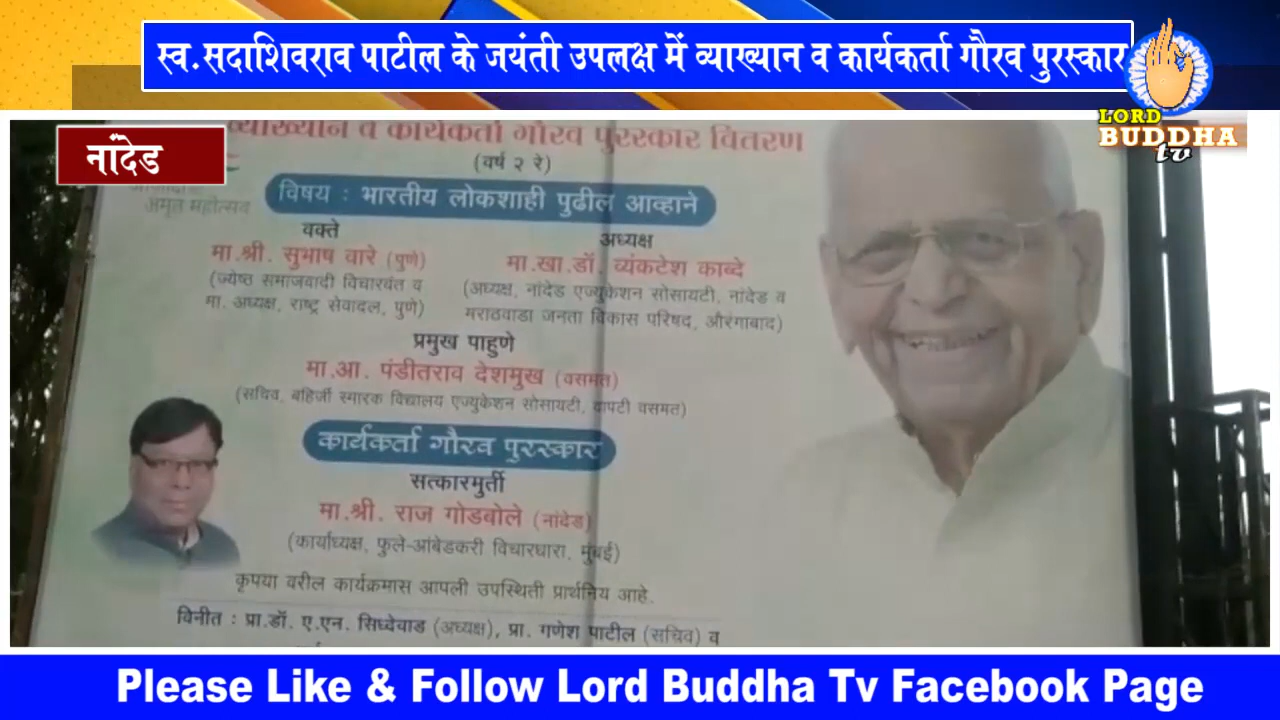 स्व.सदाशिवराव पाटील के जयंती उपलक्ष में व्याख्यान व कार्यकर्ता गौरव पुरस्कार
LORD
BUDDHA
tv
नांदेड
व्याख्यान व कार्यकर्ता गौरव पुरस्कार वितरण
(वर्ष २ रे)
अमृत महोत्सव
विषय : भारतीय लोकशाही पुढील आव्हाने
वक्ते
मा.श्री. सुभाष वारे (पुणे)
(ज्येष्ठ समाजवादी विचारवंत व
मा. अध्यक्ष, राष्ट्र सेवादल, पुणे)
अध्यक्ष
मा.खा.डॉ. व्यंकटेश काब्दे
(अध्यक्ष, नांदेड एज्युकेशन सोसायटी, नांदेड व
मराठवाडा जनता विकास परिषद, औरंगाबाद)
प्रमुख पाहुणे
मा.आ. पंडीतराव देशमुख (वसमत)
(सचिव, बहिर्जी स्मारक विद्यालय एज्युकेशन सोसायटी, वापटी वसमत)
कार्यकर्ता गौरव पुरस्कार
सत्कारमुर्ती
मा.श्री. राज गोडबोले (नांदेड)
(कार्याध्यक्ष, फुले-आंबेडकरी विचारधारा, मुंबई)
कृपया वरील कार्यक्रमास आपली उपस्थिती प्रार्थनिय आहे.
विनीत : प्रा.डॉ. ए.एन. सिध्देवाड (अध्यक्ष), प्रा. गणेश पाटील (सचिव) व
Please Like & Follow Lord Buddha Tv Facebook Page